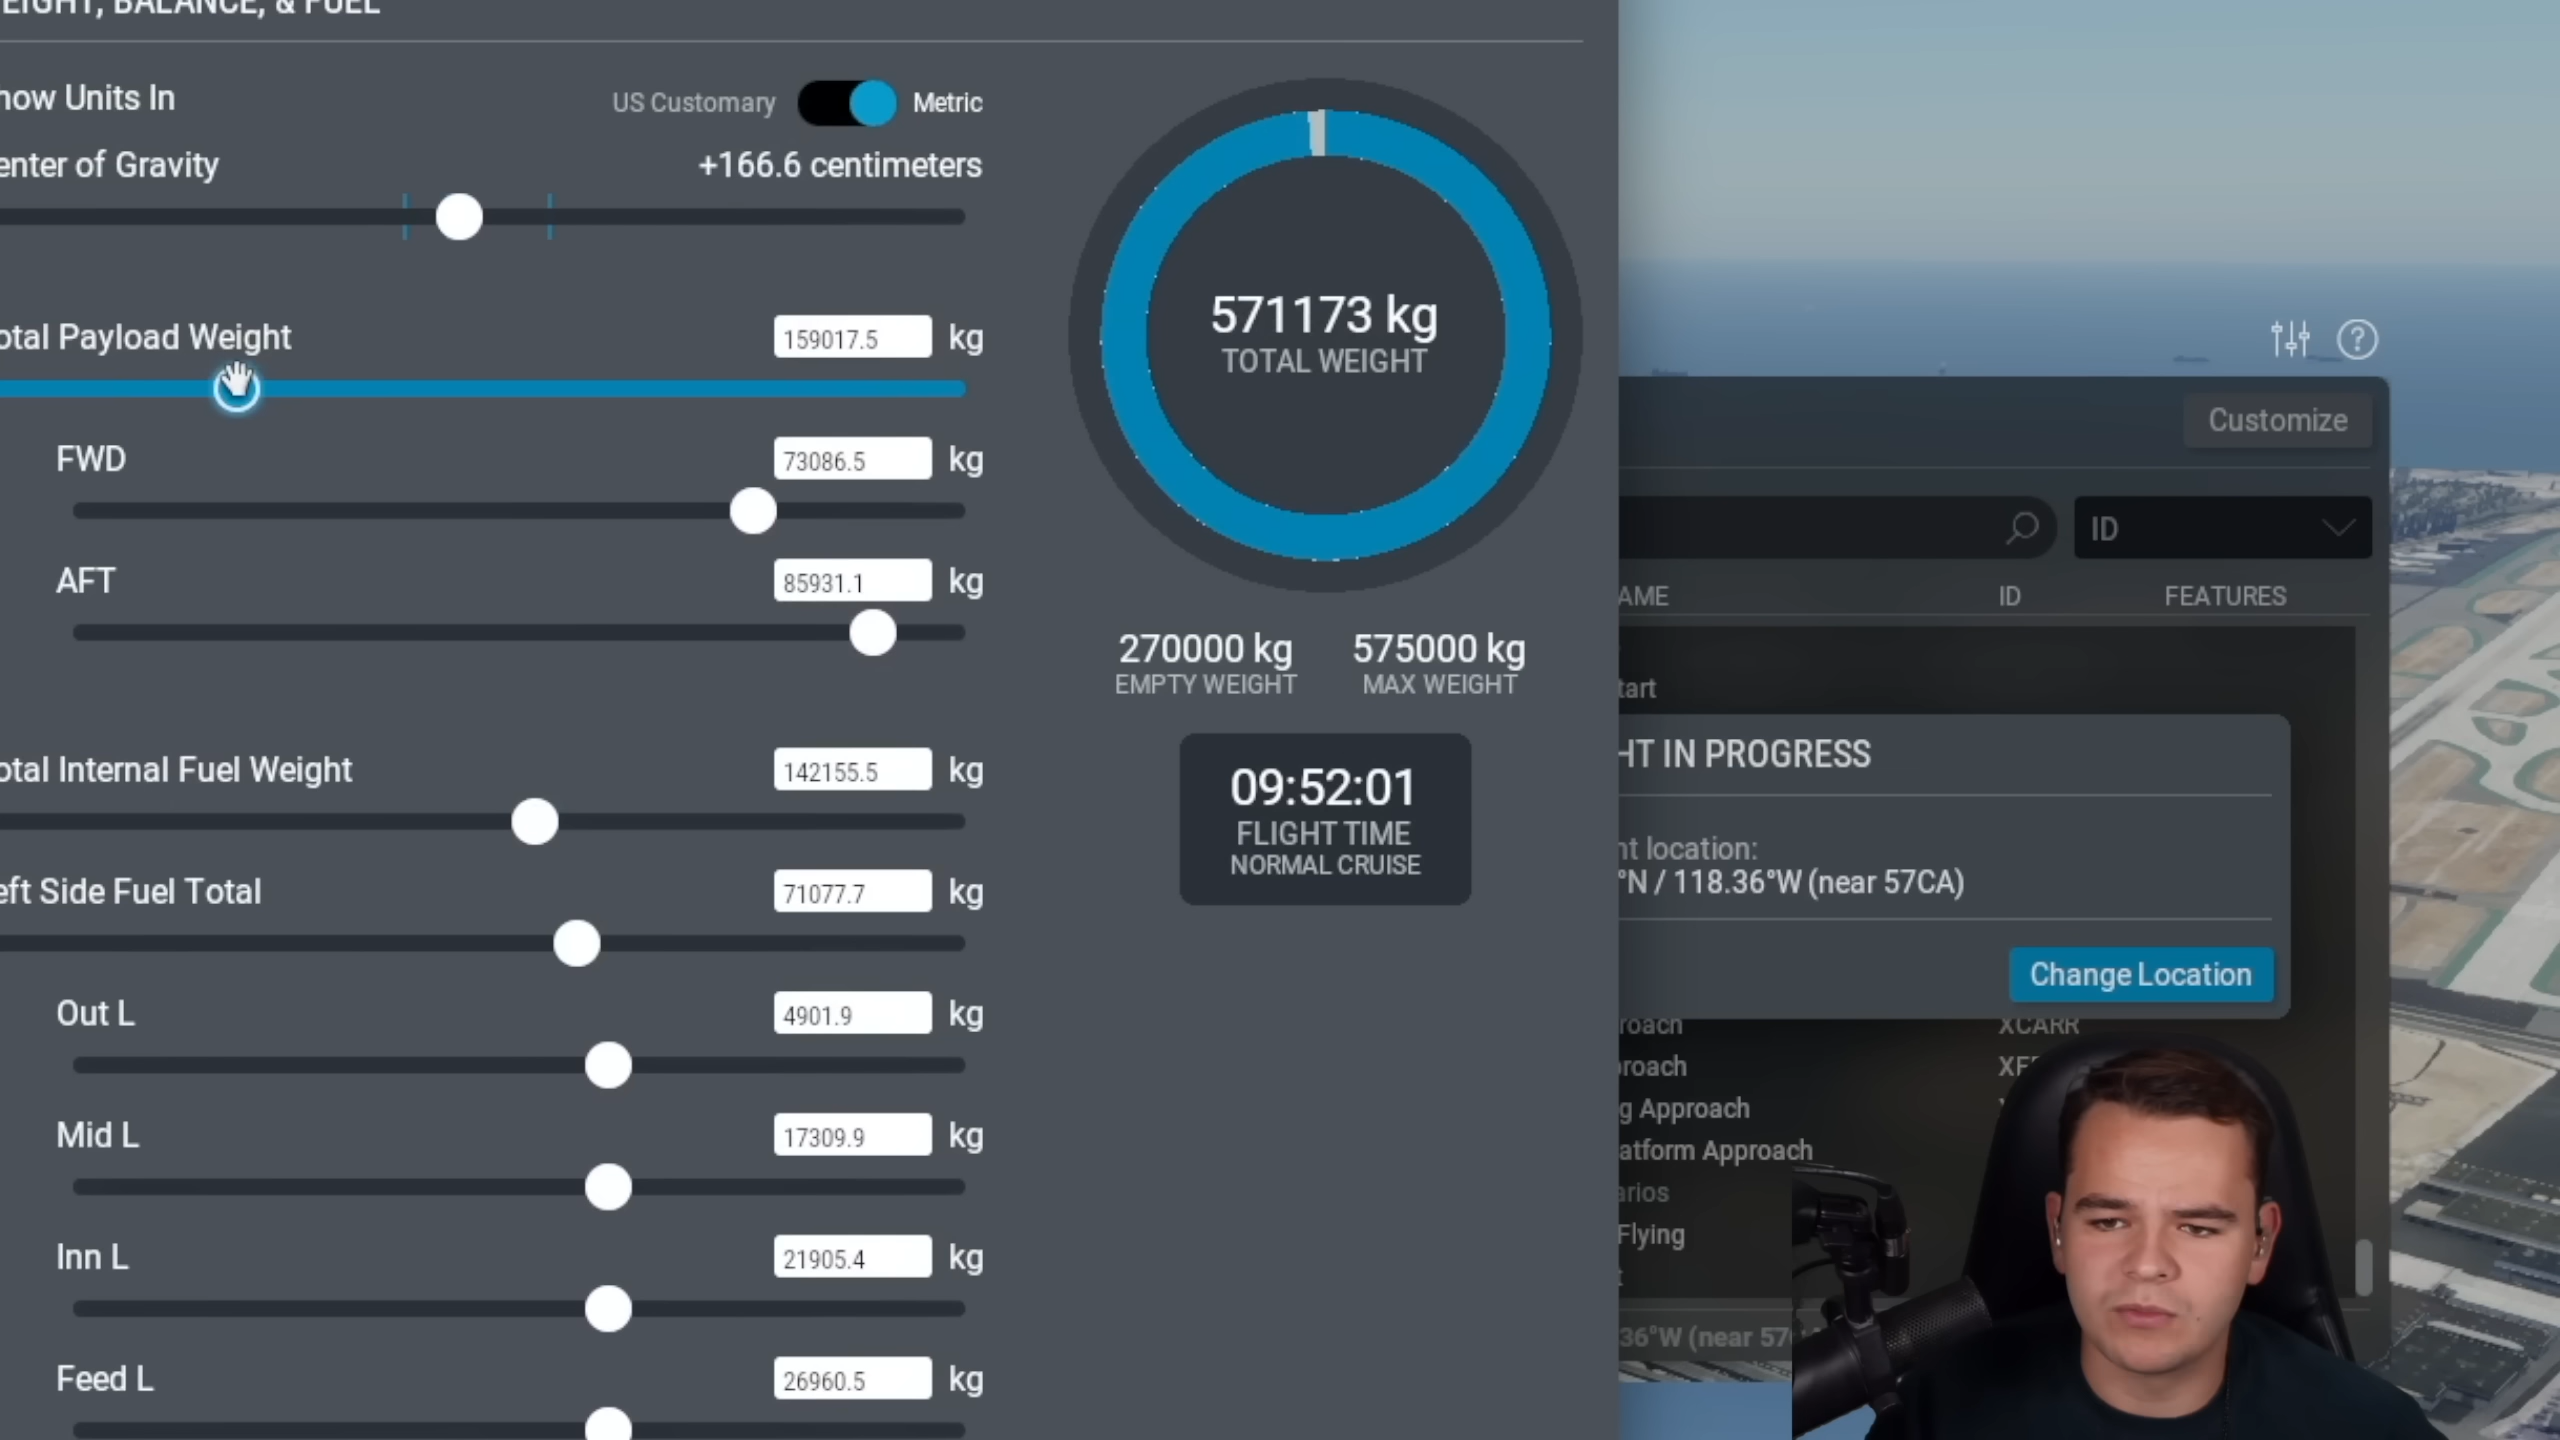 EIGHT, BALANCE, & FUEL
how Units In
US Customary
Metric
enter of Gravity
+166.6 centimeters
571173 kg
TOTAL WEIGHT
otal Payload Weight
159017.5 kg
FWD
73086.5 kg
AFT
85931.1 kg
270000 kg
EMPTY WEIGHT
575000 kg
MAX WEIGHT
09:52:01
FLIGHT TIME
NORMAL CRUISE
otal Internal Fuel Weight
142155.5 kg
eft Side Fuel Total
71077.7 kg
Out L
4901.9 kg
Mid L
17309.9 kg
Inn L
21905.4 kg
Feed L
26960.5 kg
?
Customize
ID
AME
ID
FEATURES
tart
HT IN PROGRESS
nt location:
°N / 118.36°W (near 57CA)
Change Location
roach
XCARR
proach
g Approach
atform Approach
arios
Flying
t
36°W (near 57